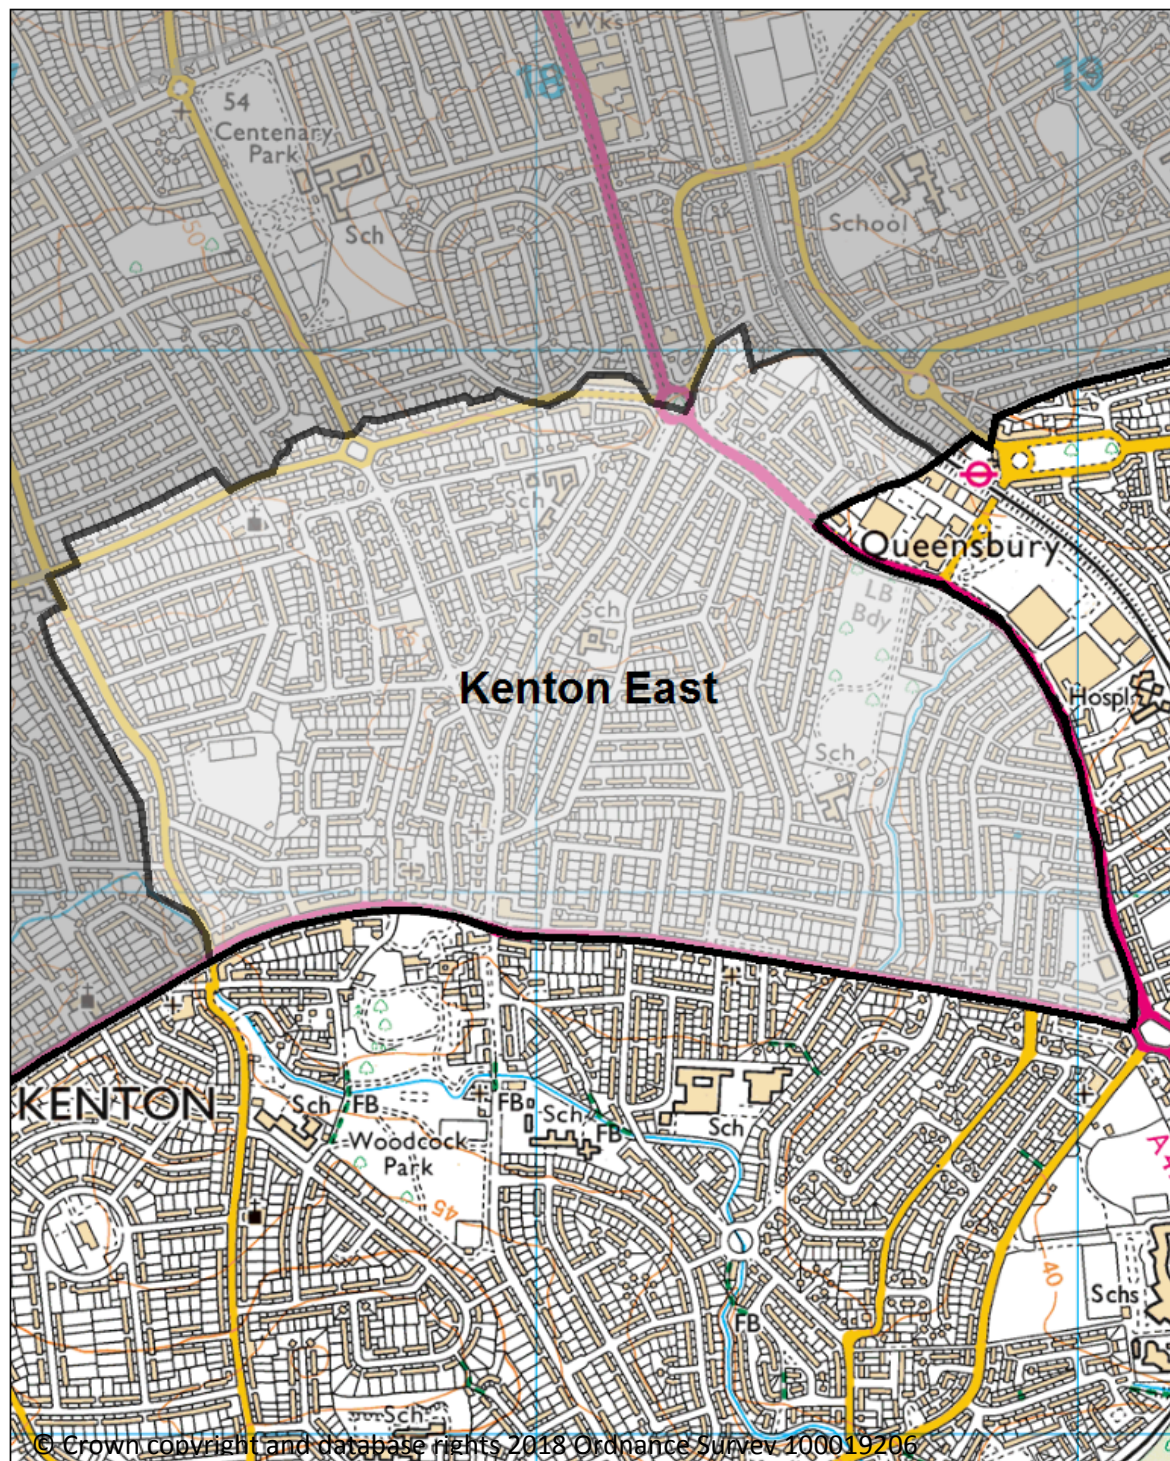 Wks
18
19
54
Centenary
Park
Sch
School
50
Sch
Queensbury
LB
Bdy
Sch
Kenton East
Hospl
Sch
KENTON
Sch
FB
FB
Sch
FB
Sch
Woodcock
Park
45
40
Schs
FB
Sch
© Crown copyright and database rights 2018 Ordnance Survey 100019206